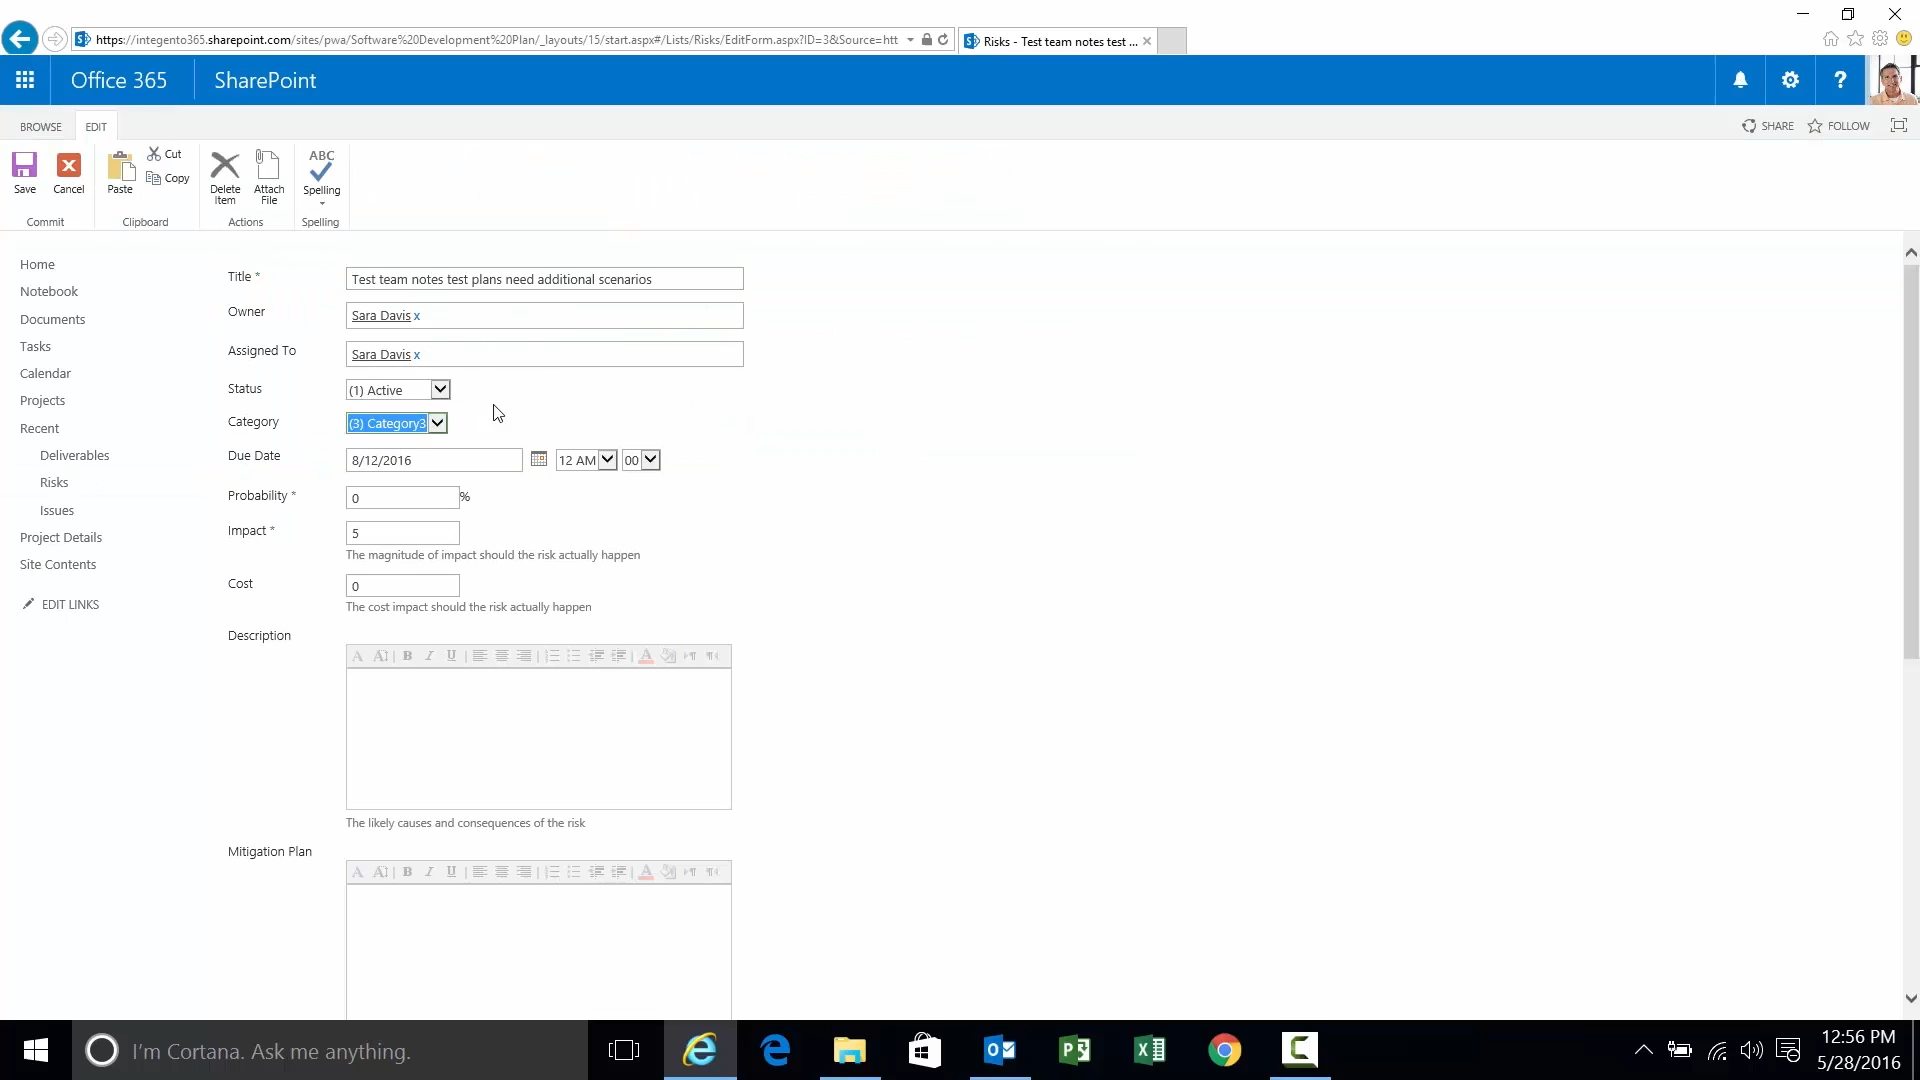 https://integento365.sharepoint.com/sites/pwa/Software%20Development%20Plan/_layouts/15/start.aspx#/Lists/Risks/EditForm.aspx?ID=3&Source=htt
Risks - Test team notes test ...
Office 365
SharePoint
BROWSE
EDIT
SHARE
FOLLOW
Save
Cancel
Paste
Cut
Copy
Delete Item
Attach File
ABC
Spelling
Commit
Clipboard
Actions
Spelling
Home
Notebook
Documents
Tasks
Calendar
Projects
Recent
Deliverables
Risks
Issues
Project Details
Site Contents
EDIT LINKS
Title *
Test team notes test plans need additional scenarios
Owner
Sara Davis x
Assigned To
Sara Davis x
Status
(1) Active
Category
(3) Category3
Due Date
8/12/2016
12 AM
00
Probability *
0
%
Impact *
5
The magnitude of impact should the risk actually happen
Cost
0
The cost impact should the risk actually happen
Description
The likely causes and consequences of the risk
Mitigation Plan
I'm Cortana. Ask me anything.
12:56 PM
5/28/2016